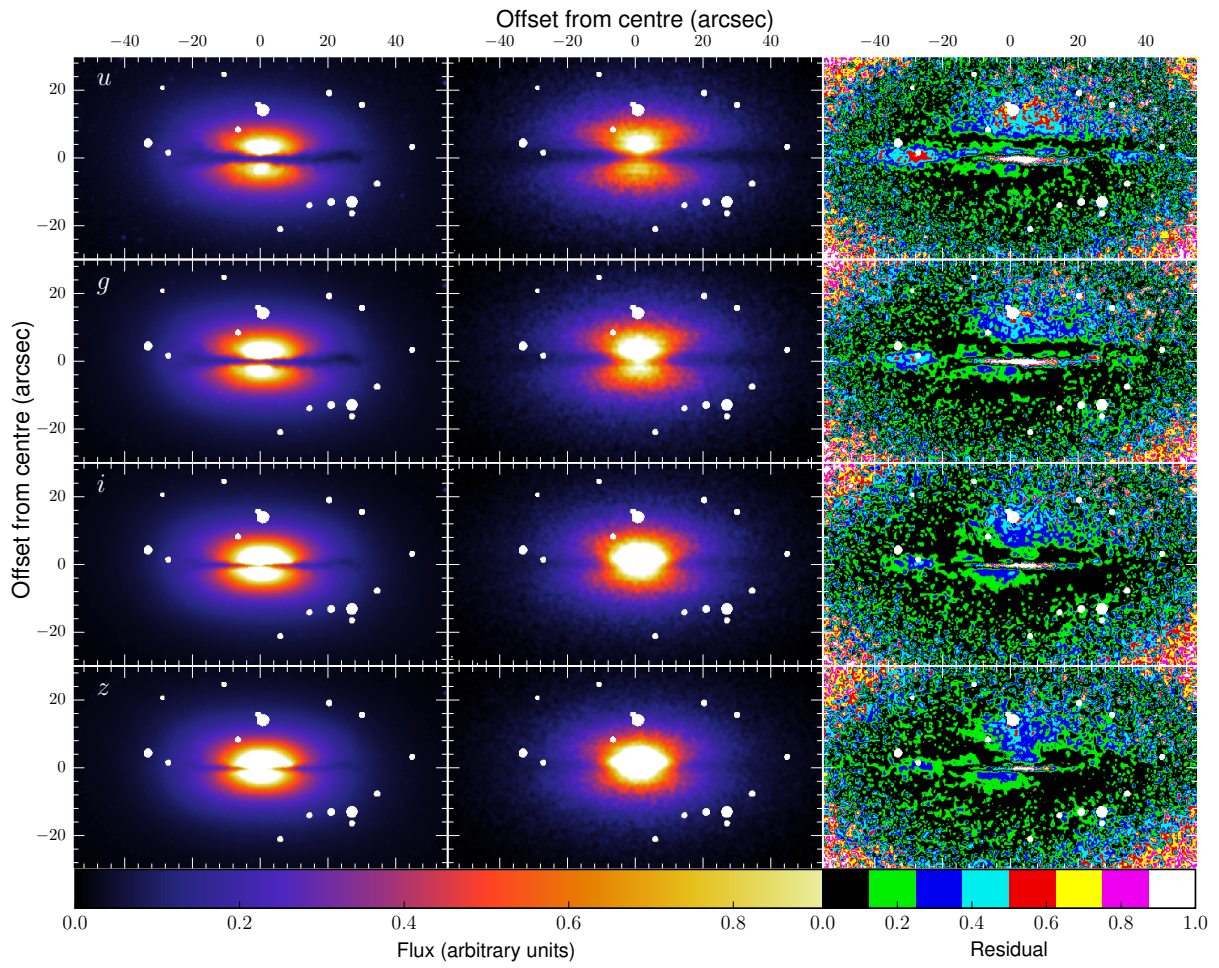 Offset from centre (arcsec)
−40 −20 0 20 40 −40 −20 0 20 40 −40 −20 0 20 40
u
20
0
−20
g
20
0
−20
Offset from centre (arcsec)
i
20
0
−20
z
20
0
−20
0.0 0.2 0.4 0.6 0.8 0.0 0.2 0.4 0.6 0.8 1.0
Flux (arbitrary units) Residual